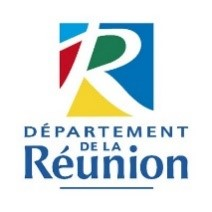 R
DÉPARTEMENT
DE LA
Réunion